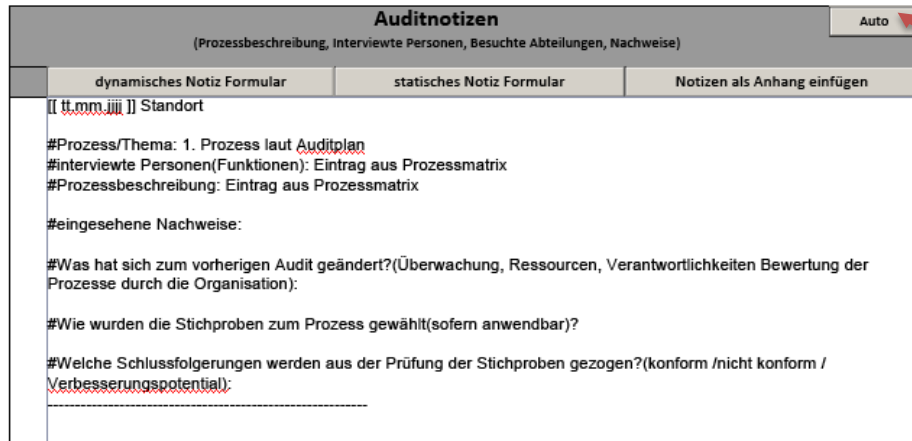 Auditnotizen
Auto
(Prozessbeschreibung, Interviewte Personen, Besuchte Abteilungen, Nachweise)
dynamisches Notiz Formular
statisches Notiz Formular
Notizen als Anhang einfügen
[[ tt.mm.jjjj ]] Standort
#Prozess/Thema: 1. Prozess laut Auditplan
#interviewte Personen(Funktionen): Eintrag aus Prozessmatrix
#Prozessbeschreibung: Eintrag aus Prozessmatrix
#eingesehene Nachweise:
#Was hat sich zum vorherigen Audit geändert?(Überwachung, Ressourcen, Verantwortlichkeiten Bewertung der
Prozesse durch die Organisation):
#Wie wurden die Stichproben zum Prozess gewählt(sofern anwendbar)?
#Welche Schlussfolgerungen werden aus der Prüfung der Stichproben gezogen?(konform /nicht konform /
Verbesserungspotential):
-----------------------------------------------------------